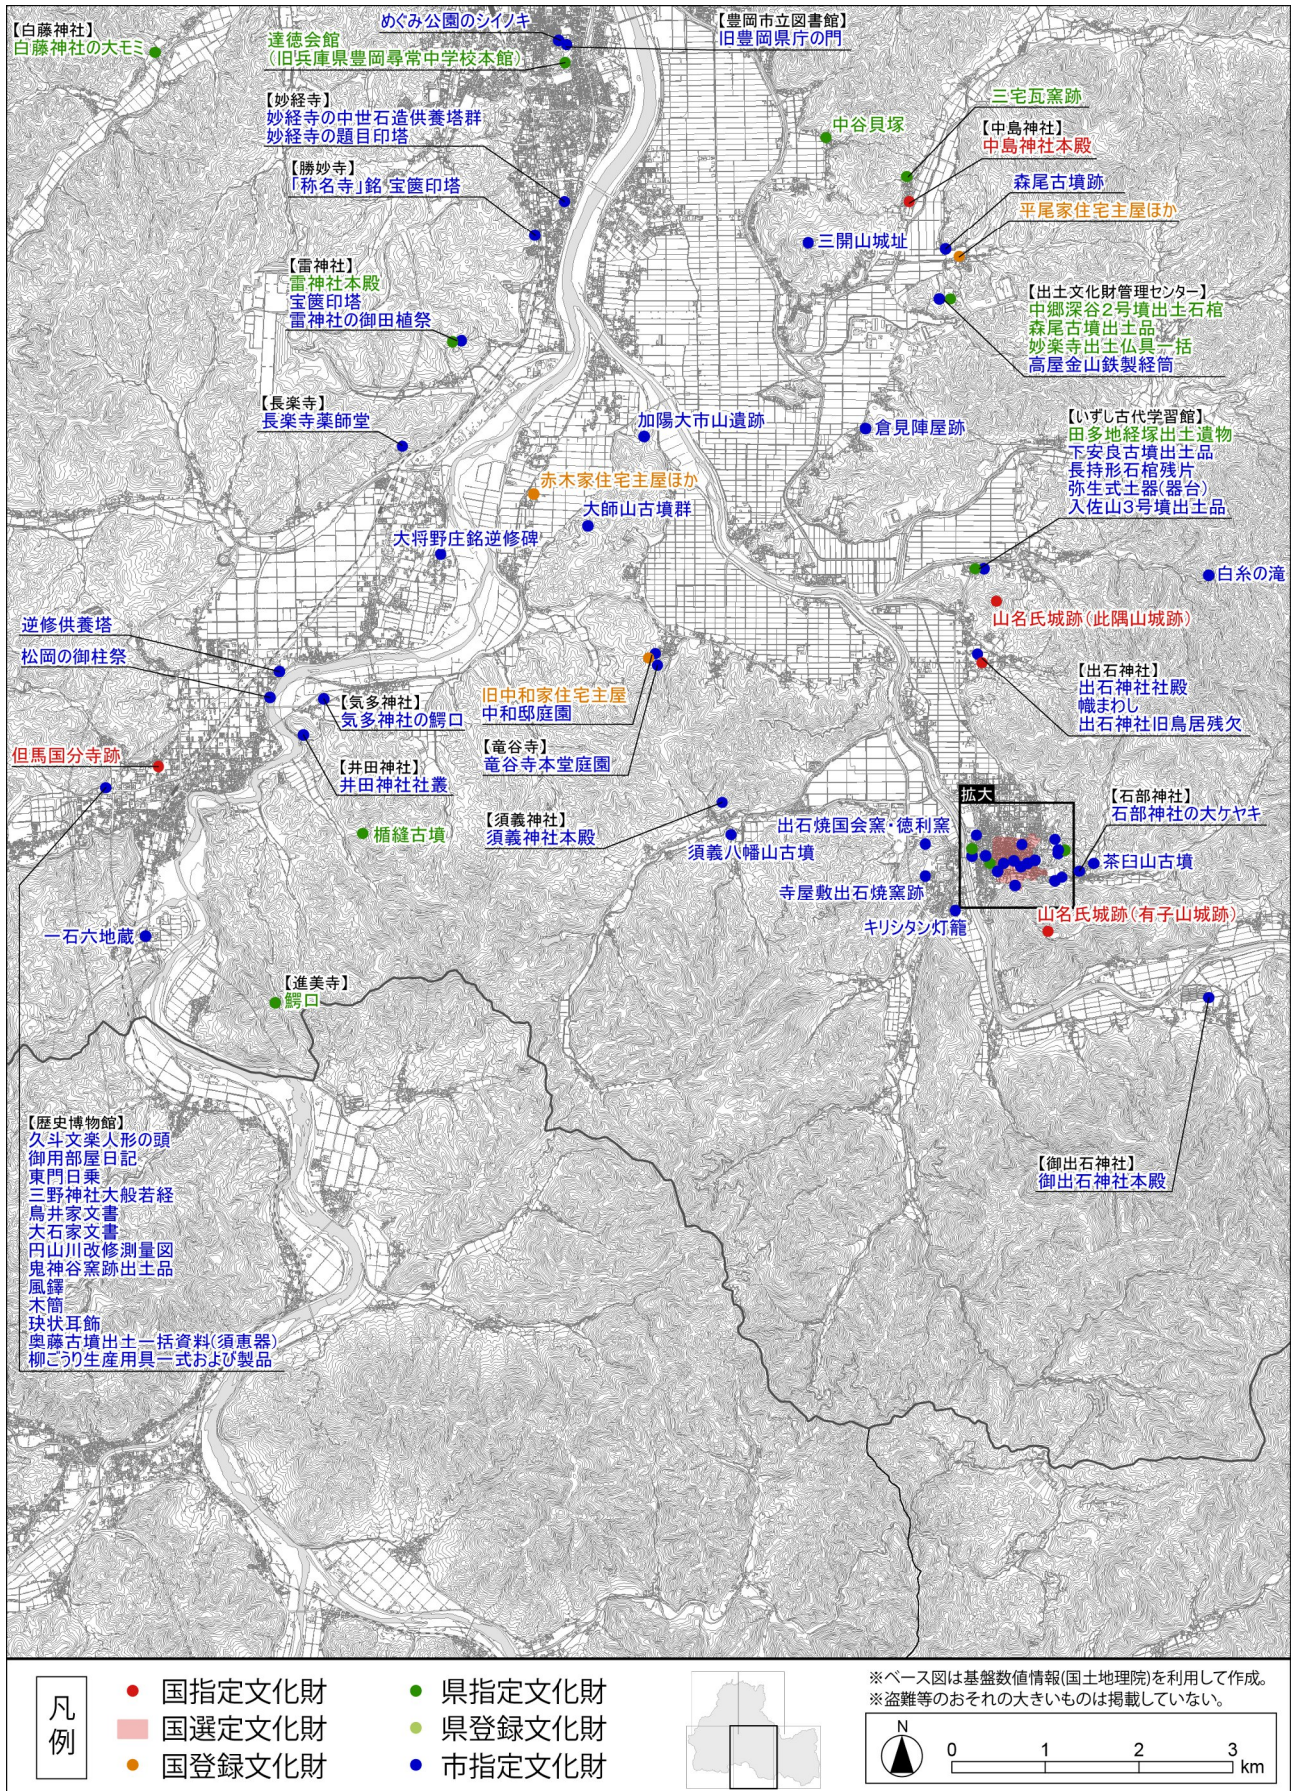 【白藤神社】
白藤神社の大モミ
めぐみ公園のシイノキ
達徳会館
(旧兵庫県豊岡尋常中学校本館)
【豊岡市立図書館】
旧豊岡県庁の門
【妙経寺】
妙経寺の中世石造供養塔群
妙経寺の題目印塔
【勝妙寺】
「称名寺」銘 宝篋印塔
三宅瓦窯跡
中谷貝塚
【中島神社】
中島神社本殿
森尾古墳跡
平尾家住宅主屋ほか
三開山城址
【雷神社】
雷神社本殿
宝篋印塔
雷神社の御田植祭
【出土文化財管理センター】
中郷深谷2号墳出土石棺
森尾古墳出土品
妙楽寺出土仏具一括
高屋金山鉄製経筒
【長楽寺】
長楽寺薬師堂
加陽大市山遺跡
倉見陣屋跡
【いずし古代学習館】
田多地経塚出土遺物
下安良古墳出土品
長持形石棺残片
弥生式土器(器台)
入佐山3号墳出土品
赤木家住宅主屋ほか
大師山古墳群
大将野庄銘逆修碑
白糸の滝
山名氏城跡(此隅山城跡)
逆修供養塔
松岡の御柱祭
【気多神社】
気多神社の鰐口
旧中和家住宅主屋
中和邸庭園
【出石神社】
出石神社社殿
幟まわし
出石神社旧鳥居残欠
但馬国分寺跡
【井田神社】
井田神社社叢
【竜谷寺】
竜谷寺本堂庭園
拡大
【石部神社】
石部神社の大ケヤキ
楯縫古墳
【須義神社】
須義神社本殿
須義八幡山古墳
出石焼国会窯・徳利窯
茶臼山古墳
寺屋敷出石焼窯跡
キリシタン灯籠
山名氏城跡(有子山城跡)
一石六地蔵
【進美寺】
鰐口
【歴史博物館】
久斗文楽人形の頭
御用部屋日記
東門日乗
三野神社大般若経
鳥井家文書
大石家文書
円山川改修測量図
鬼神谷窯跡出土品
風鐸
木簡
玦状耳飾
奥藤古墳出土一括資料(須恵器)
柳ごうり生産用具一式および製品
【御出石神社】
御出石神社本殿
凡例
国指定文化財
国選定文化財
国登録文化財
県指定文化財
県登録文化財
市指定文化財
※ベース図は基盤数値情報(国土地理院)を利用して作成。
※盗難等のおそれの大きいものは掲載していない。
N
0 1 2 3
km